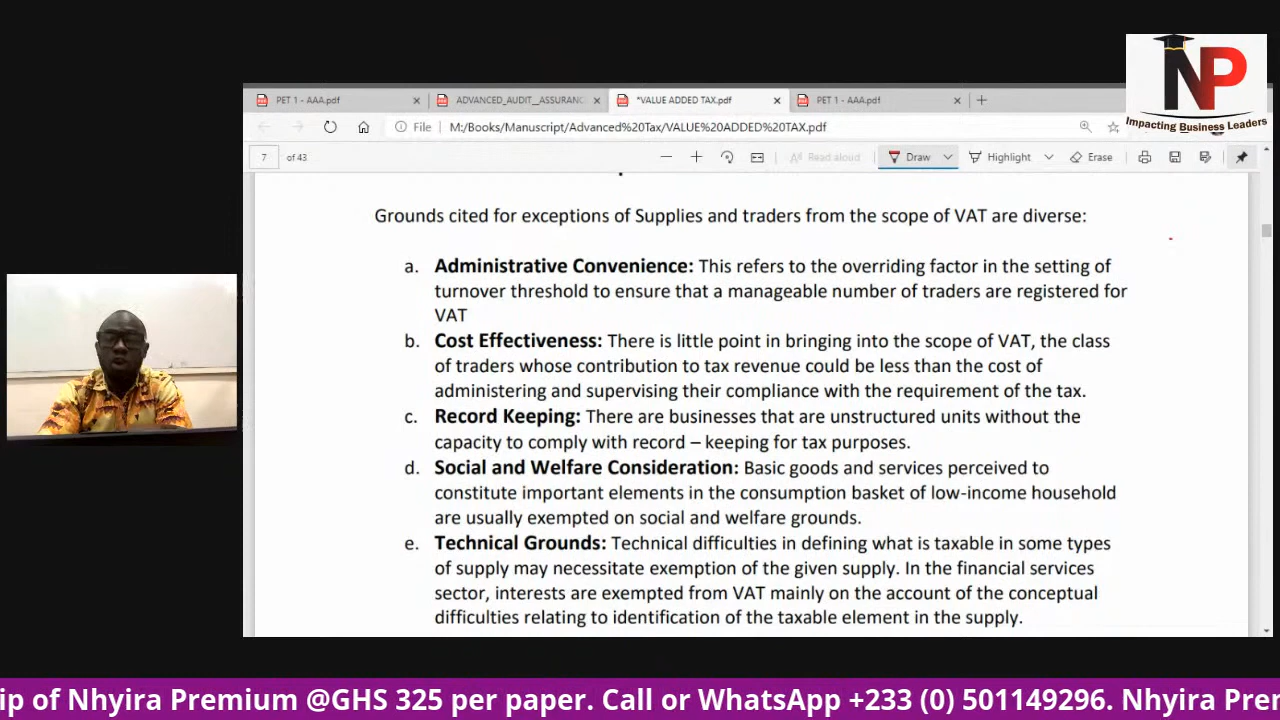 NP
Impacting Business Leaders
PET 1 - AAA.pdf
ADVANCED_AUDIT__ASSURANC
*VALUE ADDED TAX.pdf
PET 1 - AAA.pdf
File
M:/Books/Manuscript/Advanced%20Tax/VALUE%20ADDED%20TAX.pdf
7 of 43
Read aloud
Draw
Highlight
Erase
Grounds cited for exceptions of Supplies and traders from the scope of VAT are diverse:
a. Administrative Convenience: This refers to the overriding factor in the setting of
turnover threshold to ensure that a manageable number of traders are registered for
VAT
b. Cost Effectiveness: There is little point in bringing into the scope of VAT, the class
of traders whose contribution to tax revenue could be less than the cost of
administering and supervising their compliance with the requirement of the tax.
c. Record Keeping: There are businesses that are unstructured units without the
capacity to comply with record – keeping for tax purposes.
d. Social and Welfare Consideration: Basic goods and services perceived to
constitute important elements in the consumption basket of low-income household
are usually exempted on social and welfare grounds.
e. Technical Grounds: Technical difficulties in defining what is taxable in some types
of supply may necessitate exemption of the given supply. In the financial services
sector, interests are exempted from VAT mainly on the account of the conceptual
difficulties relating to identification of the taxable element in the supply.
ip of Nhyira Premium @GHS 325 per paper. Call or WhatsApp +233 (0) 501149296. Nhyira Prer